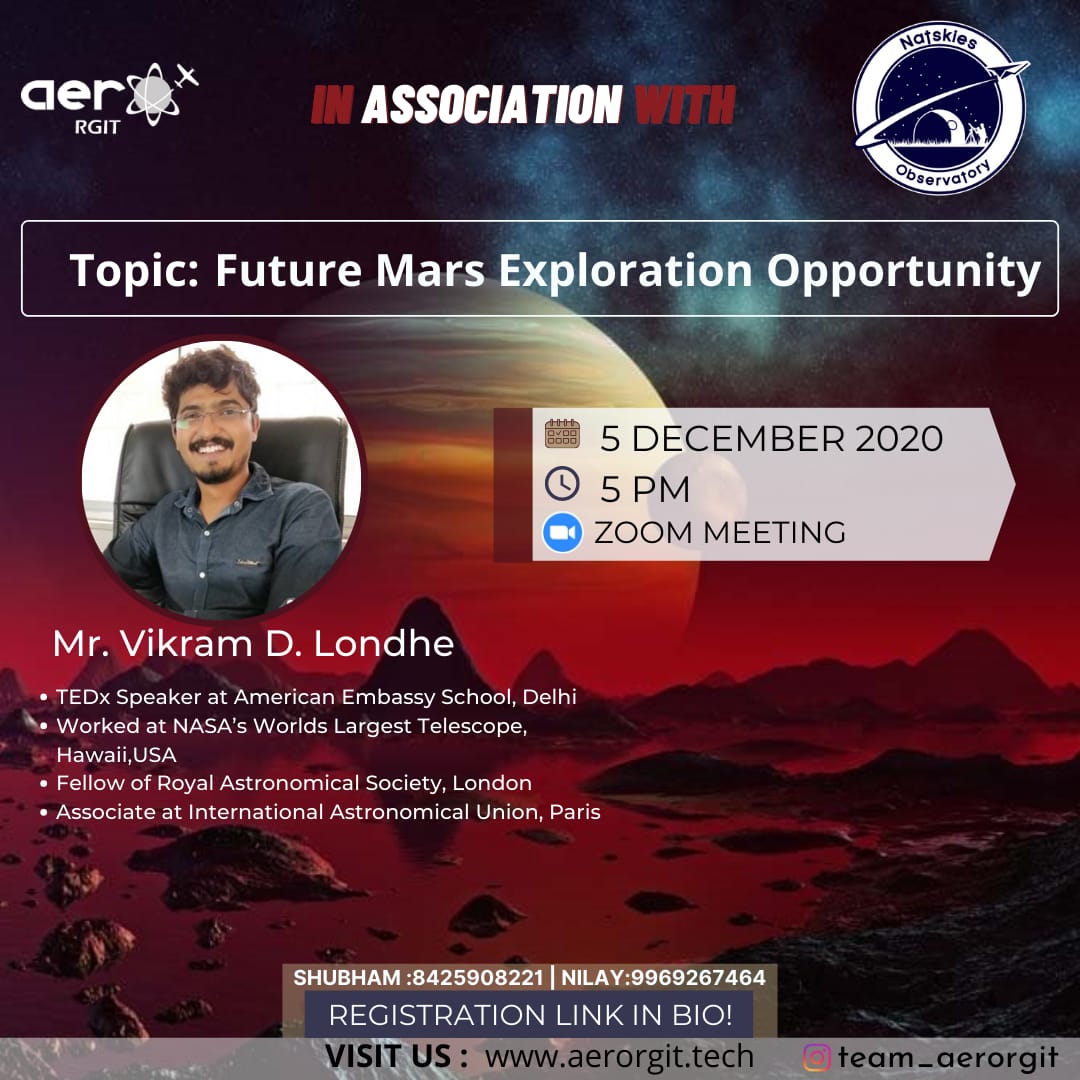 aero
RGIT
IN ASSOCIATION WITH
Natskies
Observatory
Topic: Future Mars Exploration Opportunity
5 DECEMBER 2020
5 PM
ZOOM MEETING
Mr. Vikram D. Londhe
• TEDx Speaker at American Embassy School, Delhi
• Worked at NASA’s Worlds Largest Telescope,
Hawaii,USA
• Fellow of Royal Astronomical Society, London
• Associate at International Astronomical Union, Paris
SHUBHAM :8425908221 | NILAY:9969267464
REGISTRATION LINK IN BIO!
VISIT US : www.aerorgit.tech team_aerorgit